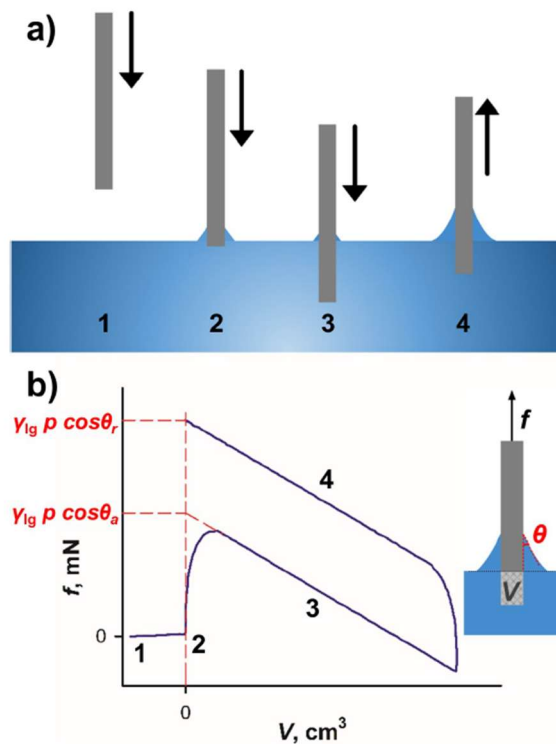 a)
1
2
3
4
b)
γlg p cosθr
γlg p cosθa
f, mN
0
1
2
3
4
0
V, cm³
f
θ
V